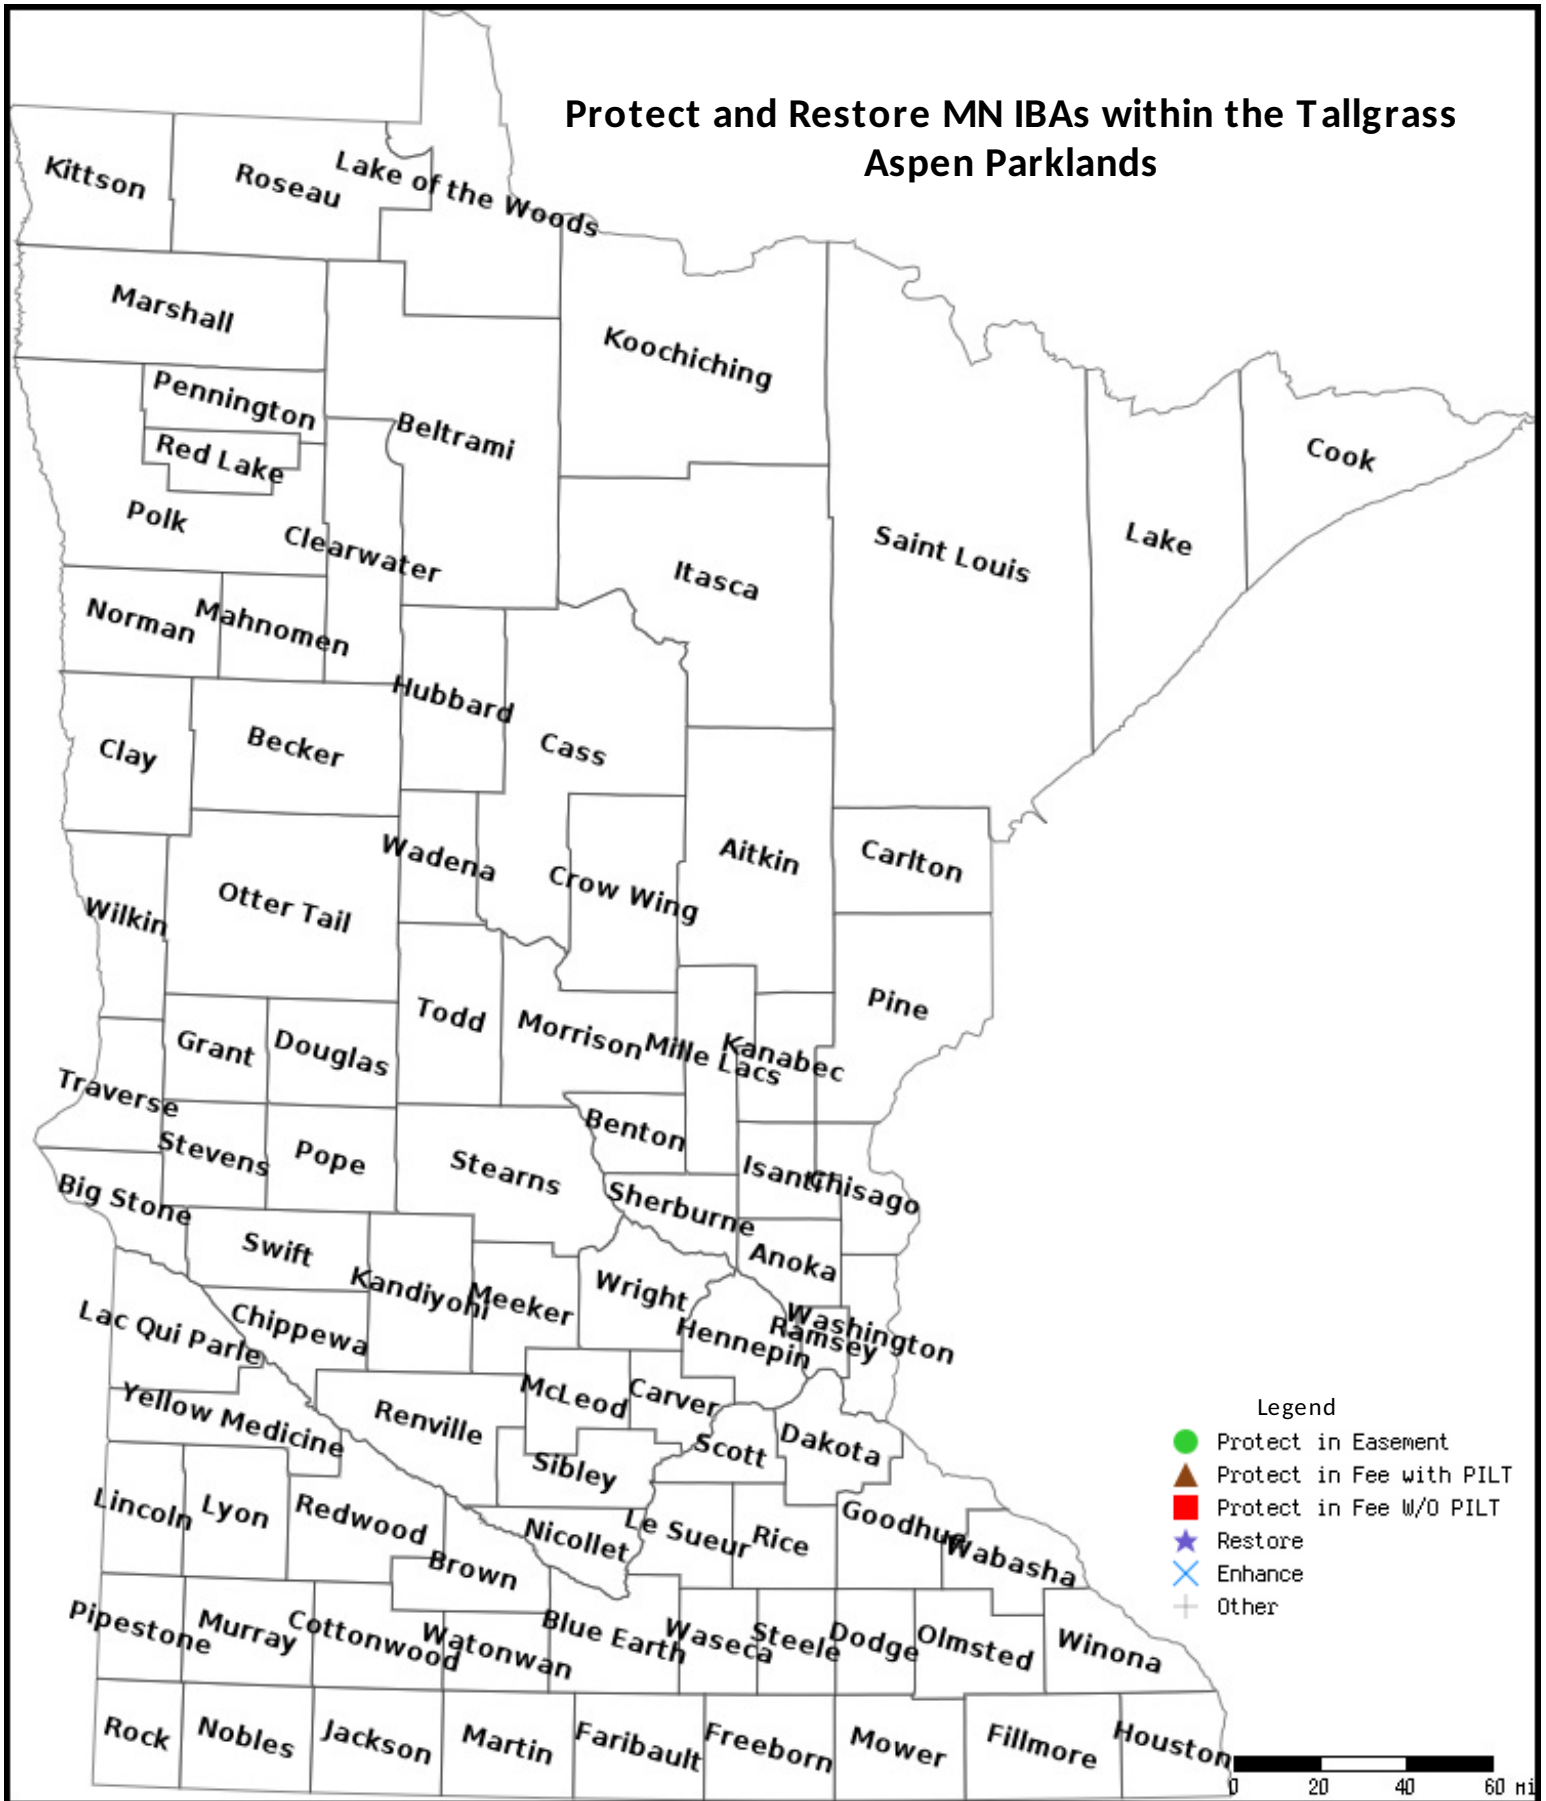 Protect and Restore MN IBAs within the Tallgrass
Aspen Parklands
Kittson
Roseau
Lake of the Woods
Marshall
Koochiching
Pennington
Beltrami
Red Lake
Cook
Polk
Clearwater
Saint Louis
Lake
Itasca
Norman
Mahnomen
Hubbard
Clay
Becker
Cass
Wadena
Aitkin
Carlton
Crow Wing
Otter Tail
Wilkin
Pine
Todd
Morrison
Mille Lacs
Kanabec
Grant
Douglas
Traverse
Benton
Stevens
Pope
Stearns
Isanti
Chisago
Big Stone
Sherburne
Swift
Anoka
Kandiyohi
Meeker
Wright
Lac Qui Parle
Chippewa
Hennepin
Ramsey
Washington
McLeod
Carver
Yellow Medicine
Renville
Scott
Dakota
Sibley
Lincoln
Lyon
Redwood
Nicollet
Le Sueur
Rice
Goodhue
Wabasha
Brown
Pipestone
Murray
Cottonwood
Watonwan
Blue Earth
Waseca
Steele
Dodge
Olmsted
Winona
Rock
Nobles
Jackson
Martin
Faribault
Freeborn
Mower
Fillmore
Houston
Legend
Protect in Easement
Protect in Fee with PILT
Protect in Fee W/O PILT
Restore
Enhance
Other
0 20 40 60 mi